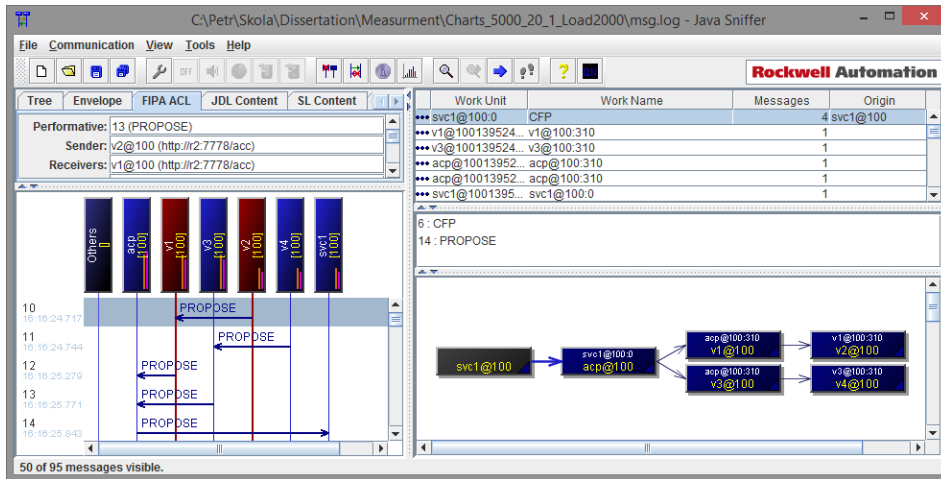 C:\Petr\Skola\Dissertation\Measurment\Charts_5000_20_1_Load2000\msg.log - Java Sniffer
File Communication View Tools Help
OFF
Rockwell Automation
Tree Envelope FIPA ACL JDL Content SL Content
Performative: 13 (PROPOSE)
Sender: v2@100 (http://r2:7778/acc)
Receivers: v1@100 (http://r2:7778/acc)
Others []
acp [100]
v1 [100]
v3 [100]
v2 [100]
v4 [100]
svc1 [100]
10 PROPOSE
16:16:24.717
11 PROPOSE
16:16:24.744
12 PROPOSE
16:16:25.279
13 PROPOSE
16:16:25.771
14 PROPOSE
16:16:25.843
Work Unit Work Name Messages Origin
svc1@100:0 CFP 4 svc1@100
v1@100139524... v1@100:310 1
v3@100139524... v3@100:310 1
acp@10013952... acp@100:310 1
acp@10013952... acp@100:310 1
svc1@1001395... svc1@100:0 1
6 : CFP
14 : PROPOSE
svc1@100
svc1@100:0
acp@100
acp@100:310
v1@100
v1@100:310
v2@100
acp@100:310
v3@100
v3@100:310
v4@100
50 of 95 messages visible.